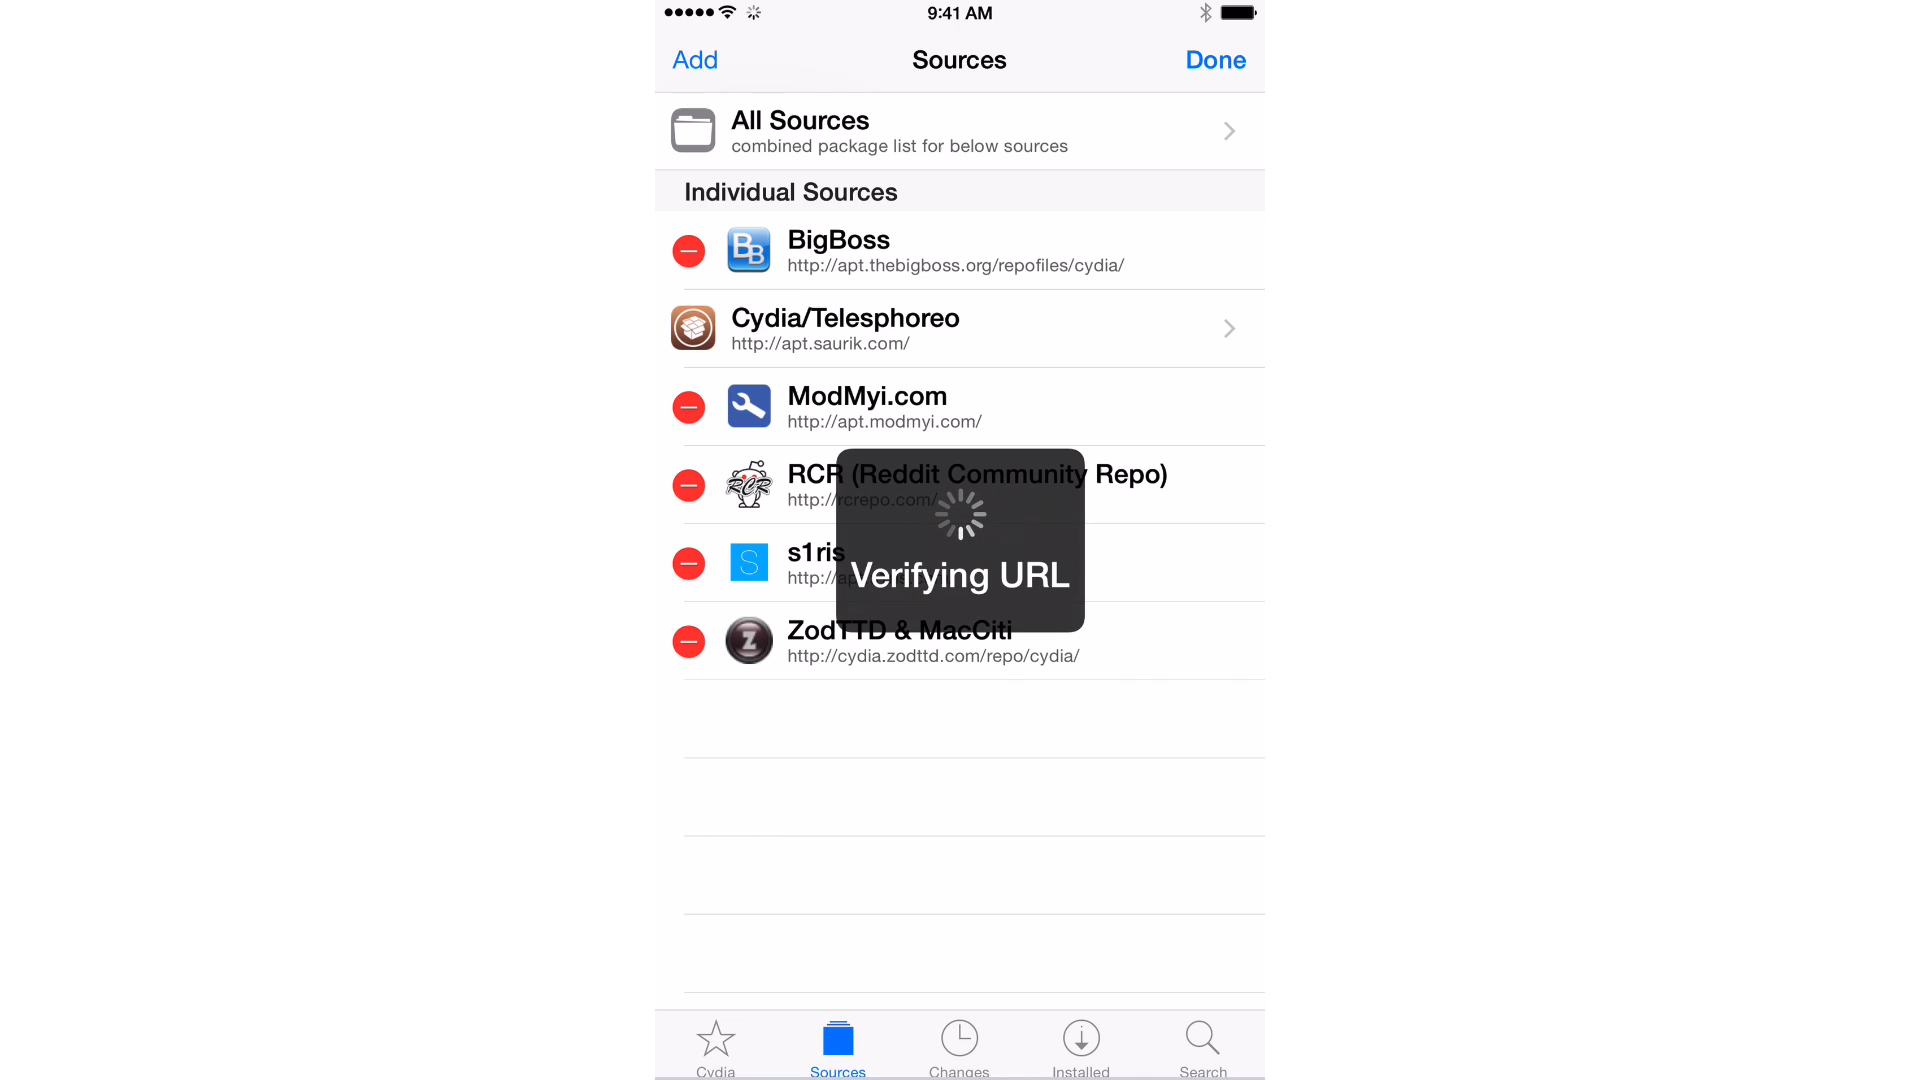 9:41 AM
Add
Sources
Done
All Sources
combined package list for below sources
Individual Sources
BB
BigBoss
http://apt.thebigboss.org/repofiles/cydia/
Cydia/Telesphoreo
http://apt.saurik.com/
ModMyi.com
http://apt.modmyi.com/
RCR
RCR (Reddit Community Repo)
http://rcrepo.com/
S
s1ris
Verifying URL
Z
ZodTTD & MacCiti
http://cydia.zodttd.com/repo/cydia/
Cydia
Sources
Changes
Installed
Search